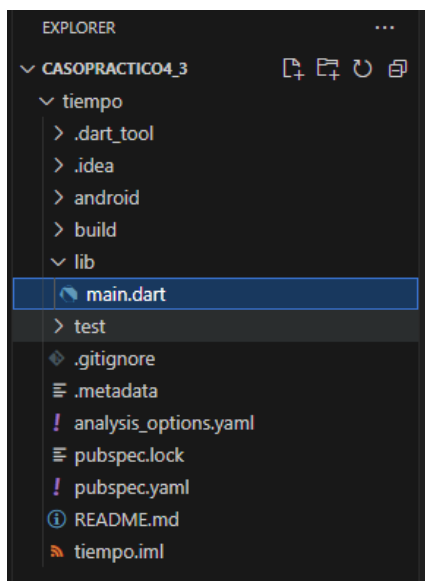 EXPLORER
CASOPRACTICO4_3
tiempo
.dart_tool
.idea
android
build
lib
main.dart
test
.gitignore
.metadata
analysis_options.yaml
pubspec.lock
pubspec.yaml
README.md
tiempo.iml